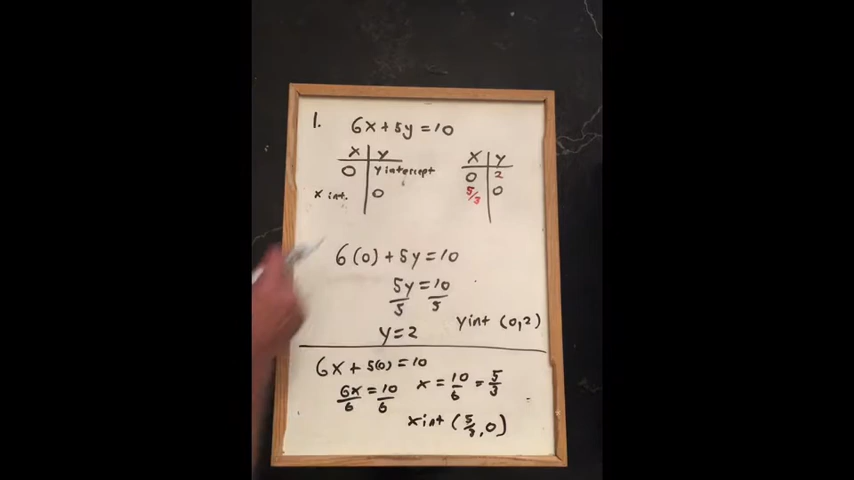 1. 6x+5y=10
x y x y
0 y intercept 0 2
x int. 0 5/3 0
6(0)+5y=10
5y=10
5 5
y=2 yint (0,2)
6x+5(0)=10
6x/6=10/6 x=10/6=5/3
xint (5/3,0)